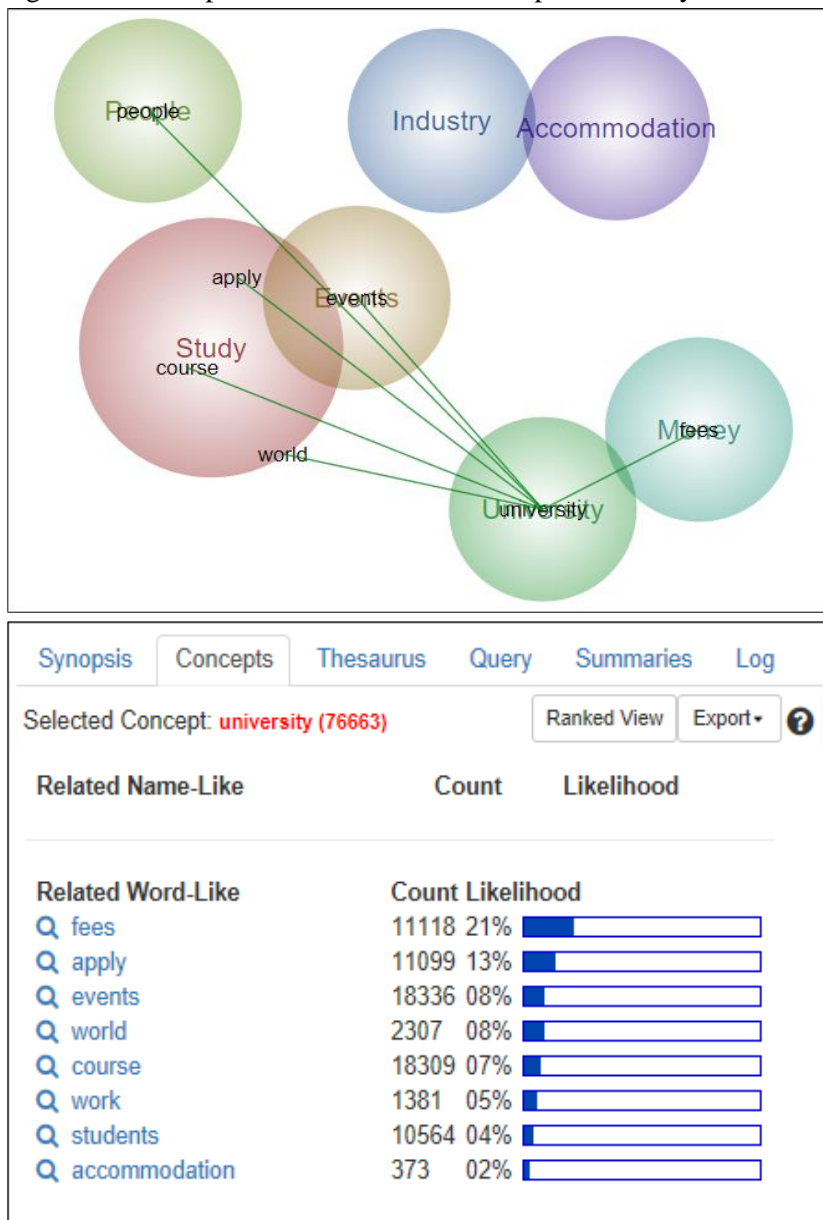 People
people
Industry
Accommodation
apply
Events
events
Study
course
world
Money
fees
University
university
Synopsis Concepts Thesaurus Query Summaries Log
Selected Concept: university (76663) Ranked View Export
Related Name-Like Count Likelihood
Related Word-Like Count Likelihood
fees 11118 21%
apply 11099 13%
events 18336 08%
world 2307 08%
course 18309 07%
work 1381 05%
students 10564 04%
accommodation 373 02%